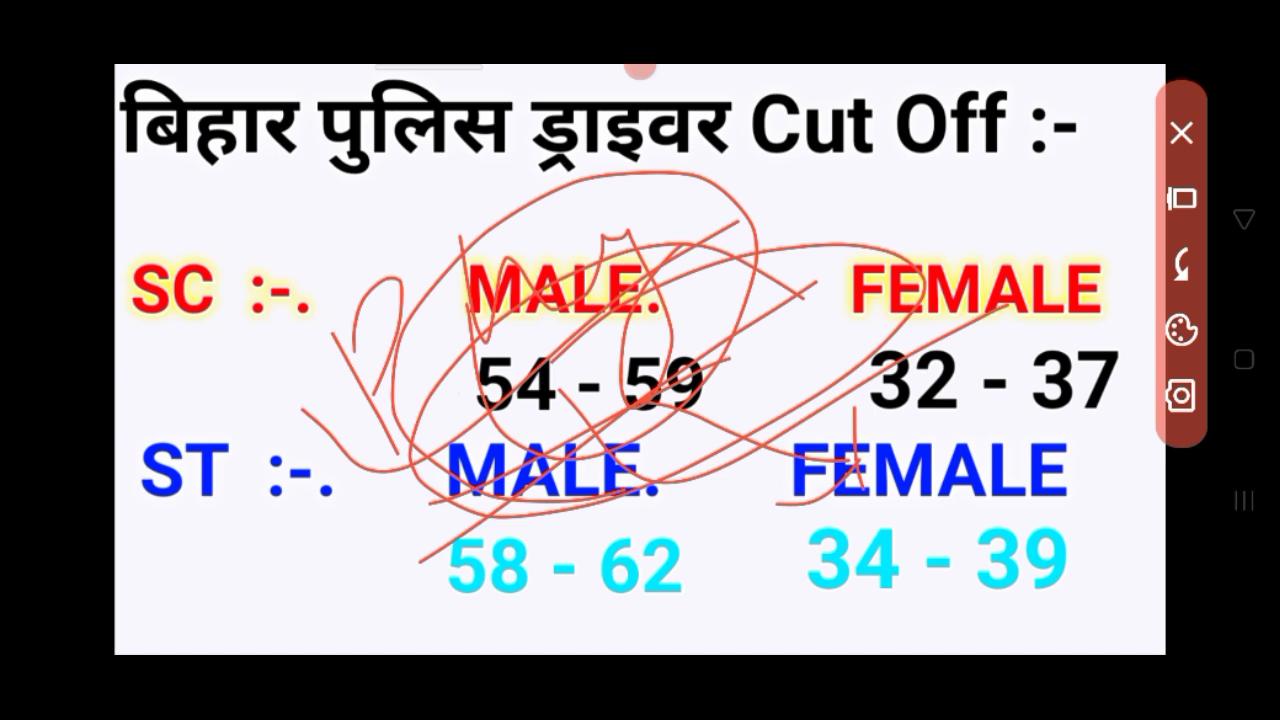 बिहार पुलिस ड्राइवर Cut Off :-
SC :-. MALE. FEMALE
54 - 59 32 - 37
ST :-. MALE. FEMALE
58 - 62 34 - 39